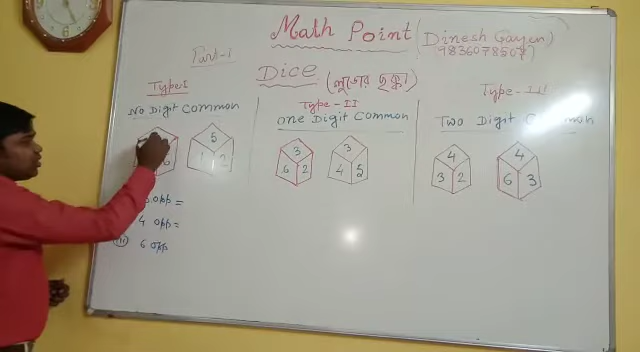 Math Point (Dinesh Gayen)
9836078507)
Part-I
Dice (লুডোর ছক্কা)
Type I
No Digit Common
Type-II
One Digit Common
Type-III
Two Digit Common
6
5
1 2
3
6 2
3
4 5
4
3 2
4
6 3
opp =
4 opp =
(iii) 6 opp